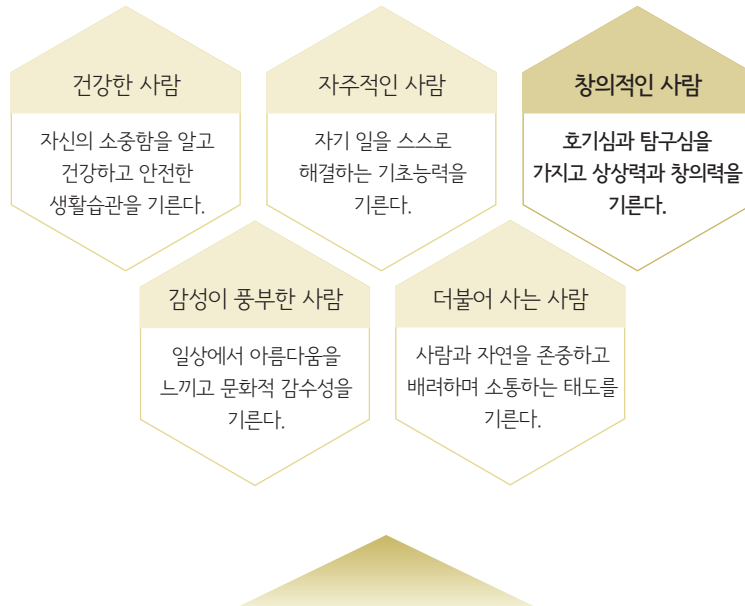 건강한 사람
자신의 소중함을 알고
건강하고 안전한
생활습관을 기른다.
자주적인 사람
자기 일을 스스로
해결하는 기초능력을
기른다.
창의적인 사람
호기심과 탐구심을
가지고 상상력과 창의력을
기른다.
감성이 풍부한 사람
일상에서 아름다움을
느끼고 문화적 감수성을
기른다.
더불어 사는 사람
사람과 자연을 존중하고
배려하며 소통하는 태도를
기른다.